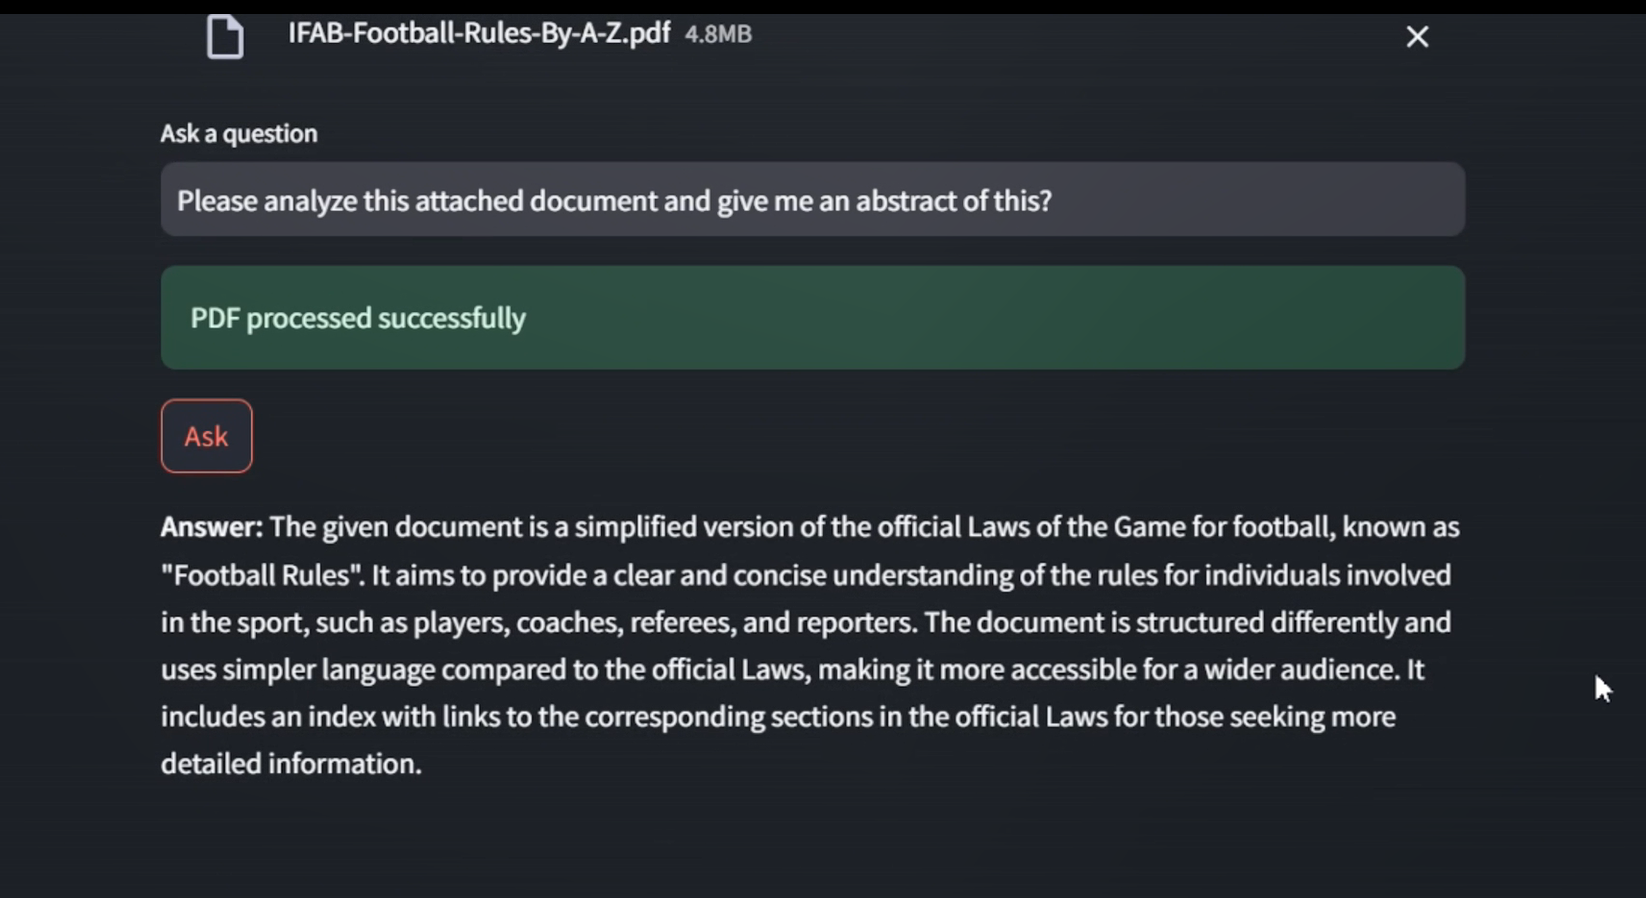 IFAB-Football-Rules-By-A-Z.pdf 4.8MB
Ask a question
Please analyze this attached document and give me an abstract of this?
PDF processed successfully
Ask
Answer: The given document is a simplified version of the official Laws of the Game for football, known as
"Football Rules". It aims to provide a clear and concise understanding of the rules for individuals involved
in the sport, such as players, coaches, referees, and reporters. The document is structured differently and
uses simpler language compared to the official Laws, making it more accessible for a wider audience. It
includes an index with links to the corresponding sections in the official Laws for those seeking more
detailed information.